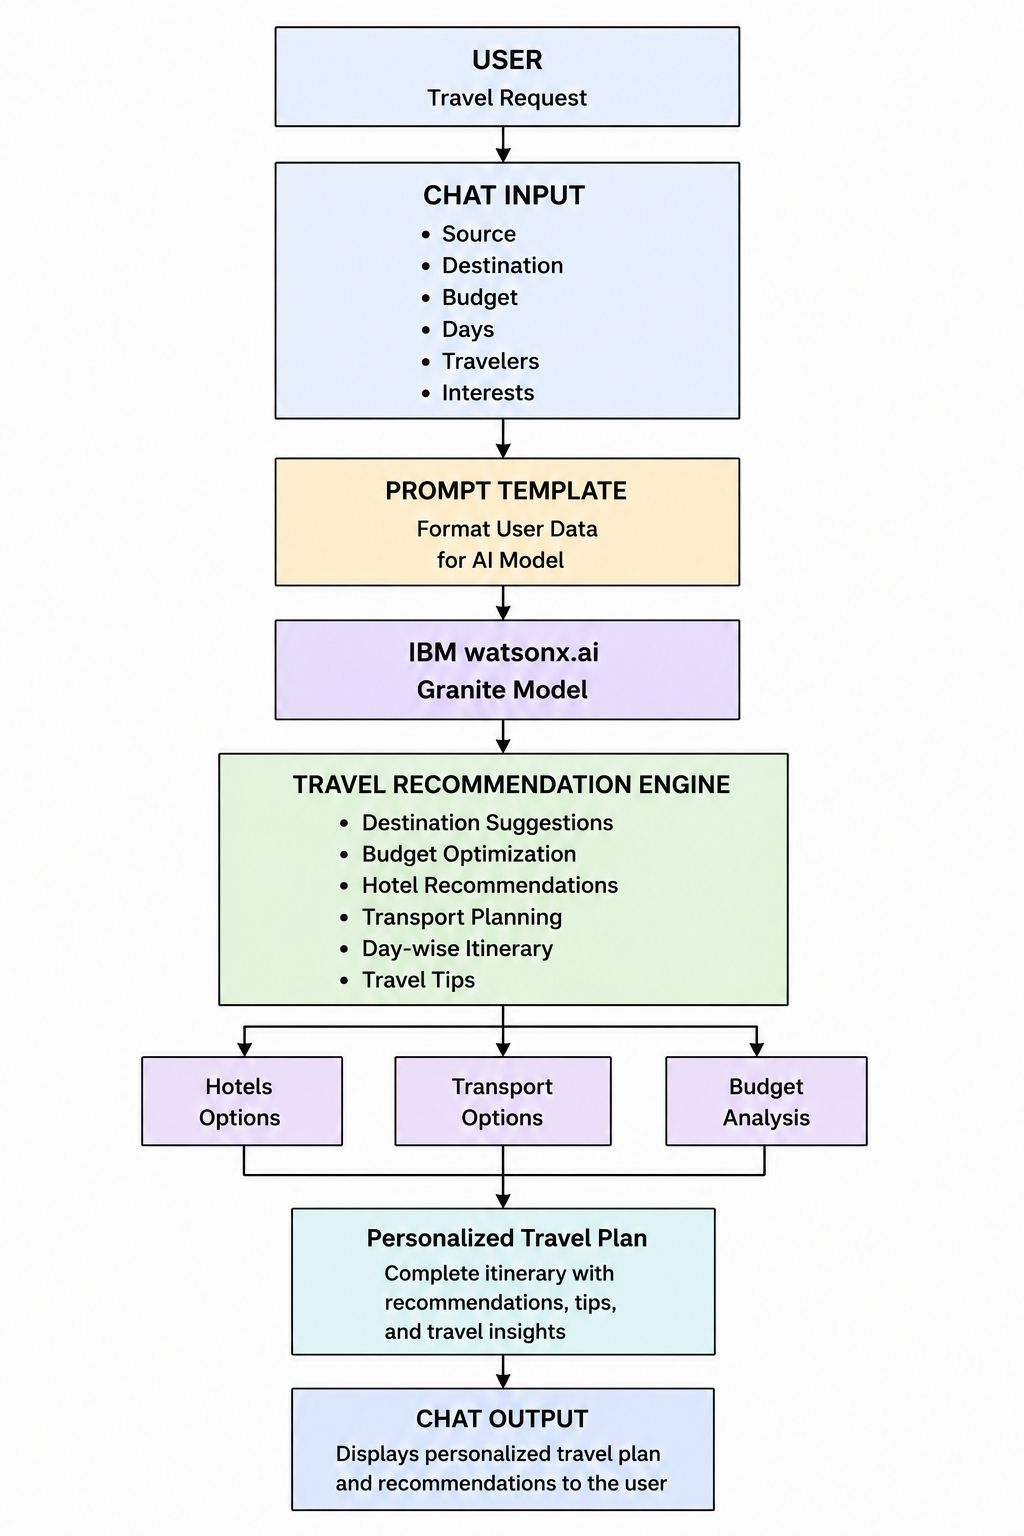 USER
Travel Request
CHAT INPUT
• Source
• Destination
• Budget
• Days
• Travelers
• Interests
PROMPT TEMPLATE
Format User Data
for AI Model
IBM watsonx.ai
Granite Model
TRAVEL RECOMMENDATION ENGINE
• Destination Suggestions
• Budget Optimization
• Hotel Recommendations
• Transport Planning
• Day-wise Itinerary
• Travel Tips
Hotels
Options
Transport
Options
Budget
Analysis
Personalized Travel Plan
Complete itinerary with
recommendations, tips,
and travel insights
CHAT OUTPUT
Displays personalized travel plan
and recommendations to the user